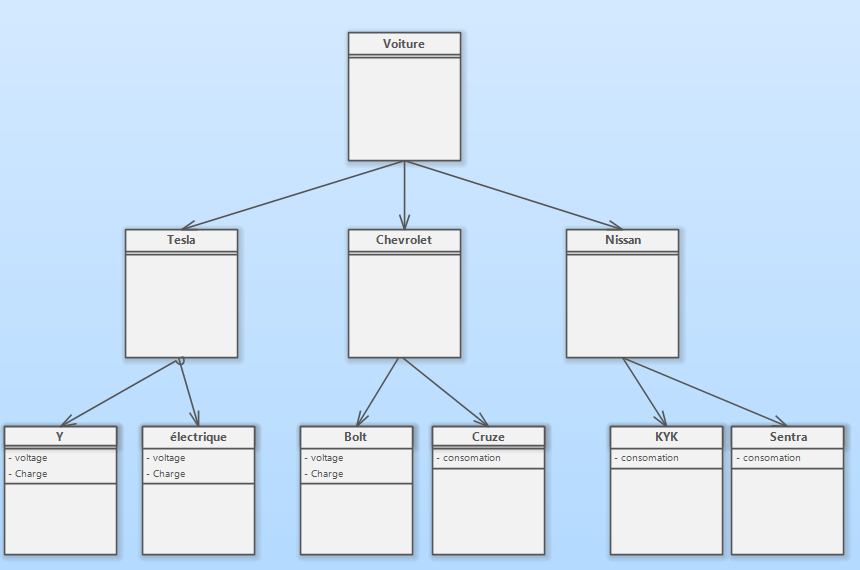 Voiture
Tesla
Chevrolet
Nissan
Y
- voltage
- Charge
électrique
- voltage
- Charge
Bolt
- voltage
- Charge
Cruze
- consomation
KYK
- consomation
Sentra
- consomation